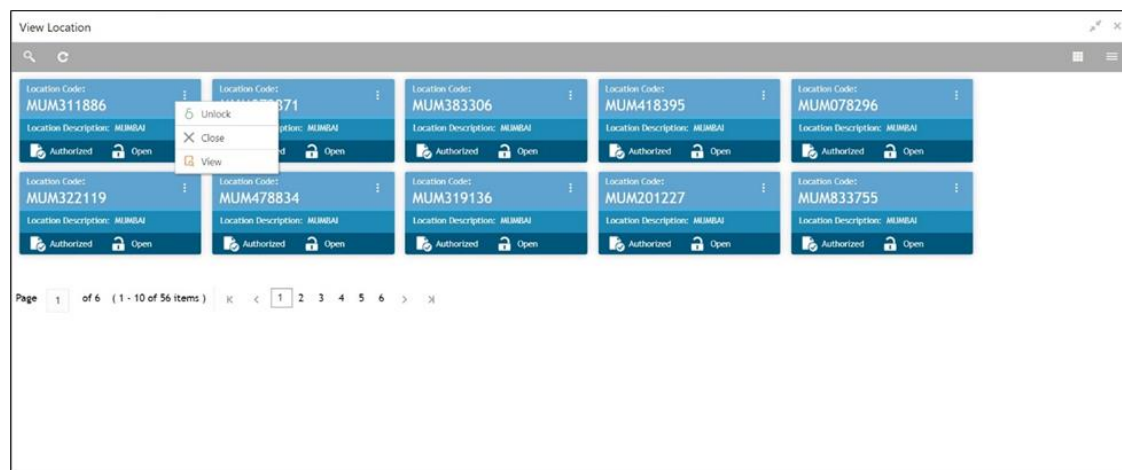 View Location
Location Code:
MUM311886
Location Description: MUMBAI
Authorized Open
Unlock
Close
View
Location Code:
871
ption: MUMBAI
d Open
Location Code:
MUM383306
Location Description: MUMBAI
Authorized Open
Location Code:
MUM418395
Location Description: MUMBAI
Authorized Open
Location Code:
MUM078296
Location Description: MUMBAI
Authorized Open
Location Code:
MUM322119
Location Description: MUMBAI
Authorized Open
Location Code:
MUM478834
Location Description: MUMBAI
Authorized Open
Location Code:
MUM319136
Location Description: MUMBAI
Authorized Open
Location Code:
MUM201227
Location Description: MUMBAI
Authorized Open
Location Code:
MUM833755
Location Description: MUMBAI
Authorized Open
Page 1 of 6 ( 1 - 10 of 56 items ) 1 2 3 4 5 6